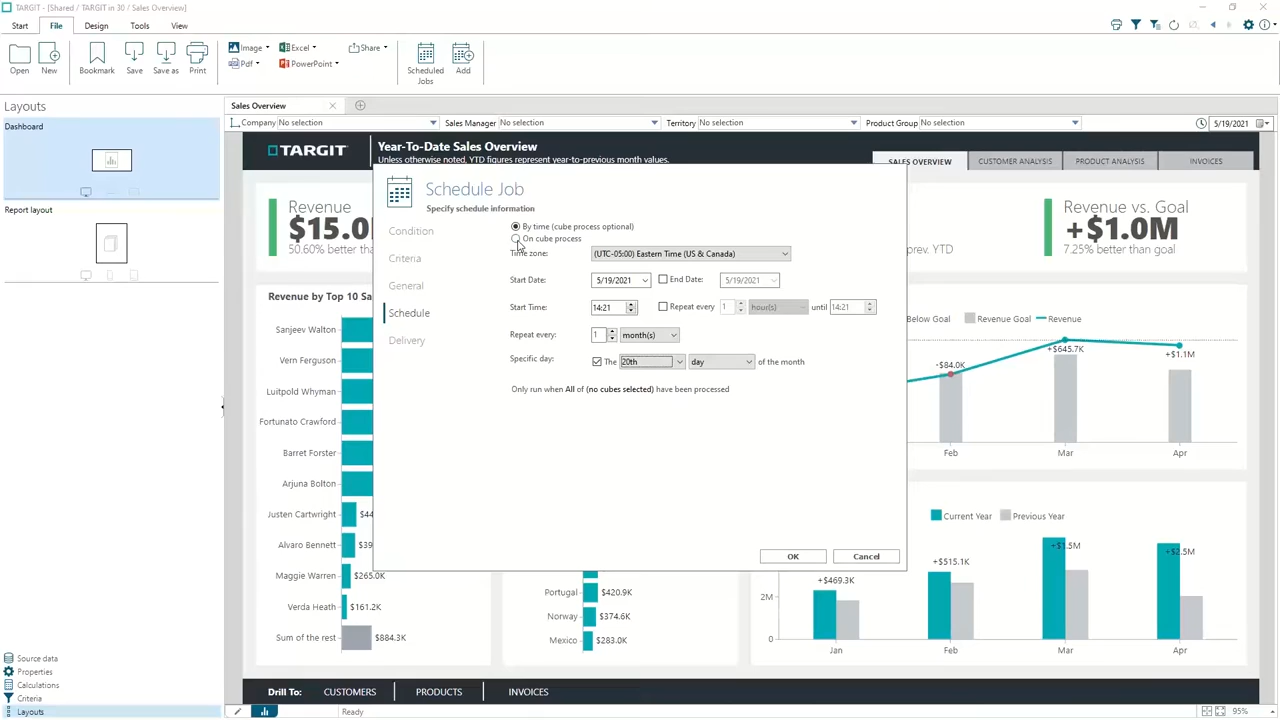 TARGIT - [Shared / TARGIT in 30 / Sales Overview]
Start File Design Tools View
Image Excel Share
Pdf PowerPoint
Open New Bookmark Save Save as Print Scheduled Jobs Add
Layouts
Dashboard
Report layout
Source data
Properties
Calculations
Criteria
Layouts
Sales Overview
Company No selection Sales Manager No selection Territory No selection Product Group No selection 5/19/2021
TARGIT
Year-To-Date Sales Overview
Unless otherwise noted, YTD figures represent year-to-previous month values.
SALES OVERVIEW CUSTOMER ANALYSIS PRODUCT ANALYSIS INVOICES
Revenue
$15.0
50.60% better tha
prev. YTD
Revenue vs. Goal
+$1.0M
7.25% better than goal
Revenue by Top 10 Sa
Sanjeev Walton
Vern Ferguson
Luitpold Whyman
Fortunato Crawford
Barret Forster
Arjuna Bolton
Justen Cartwright $44
Alvaro Bennett $39
Maggie Warren $265.0K
Verda Heath $161.2K
Sum of the rest $884.3K
Schedule Job
Specify schedule information
Condition
Criteria
General
Schedule
Delivery
By time (cube process optional)
On cube process
Time zone: (UTC-05:00) Eastern Time (US & Canada)
Start Date: 5/19/2021 End Date: 5/19/2021
Start Time: 14:21 Repeat every 1 hour(s) until 14:21
Repeat every: 1 month(s)
Specific day: The 20th day of the month
Only run when All of (no cubes selected) have been processed
OK Cancel
Portugal $420.9K
Norway $374.6K
Mexico $283.0K
Below Goal Revenue Goal Revenue
-$84.0K +$645.7K +$1.1M
Feb Mar Apr
Current Year Previous Year
+$469.3K +$515.1K +$1.5M +$2.5M
2M
0
Jan Feb Mar Apr
Drill To: CUSTOMERS PRODUCTS INVOICES
Ready 95%